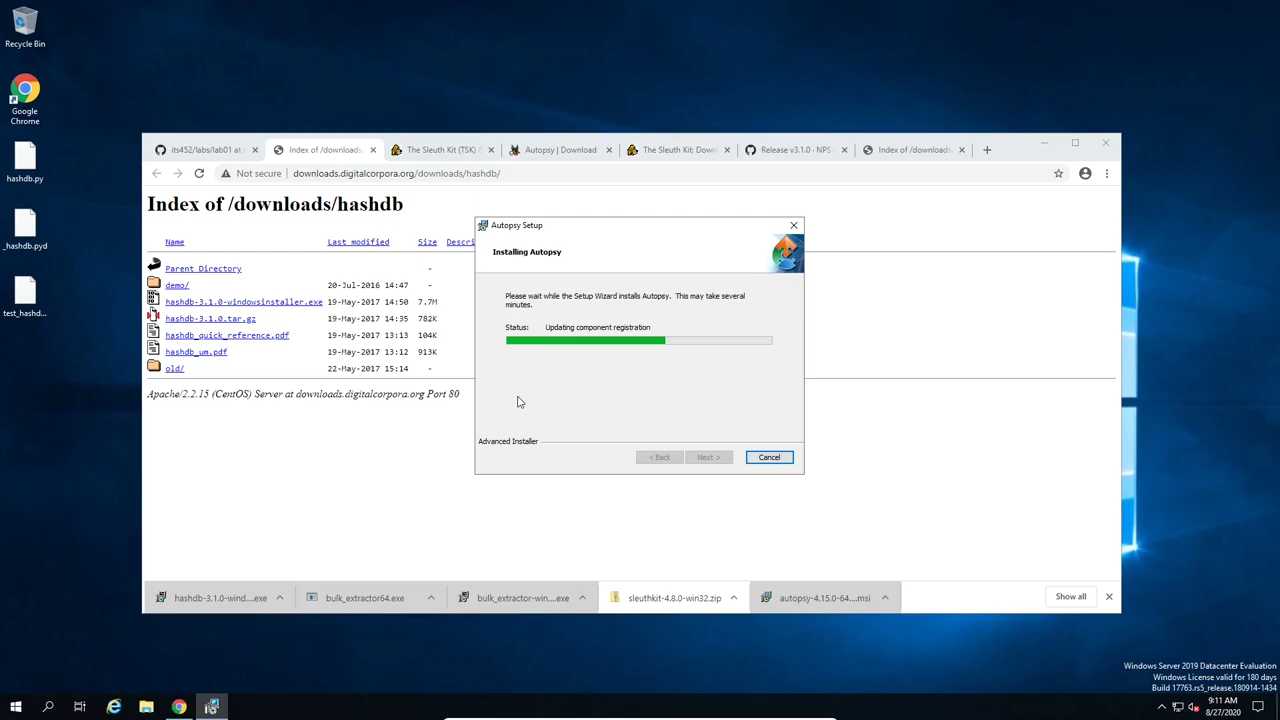 Recycle Bin
Google
Chrome
hashdb.py
_hashdb.pyd
test_hashd...
its452/labs/lab01 at
Index of /downloads/
The Sleuth Kit (TSK)
Autopsy | Download
The Sleuth Kit: Down
Release v3.1.0 · NPS-
Index of /downloads
Not secure
downloads.digitalcorpora.org/downloads/hashdb/
Index of /downloads/hashdb
Name Last modified Size Descri
Parent Directory -
demo/ 20-Jul-2016 14:47 -
hashdb-3.1.0-windowsinstaller.exe 19-May-2017 14:50 7.7M
hashdb-3.1.0.tar.gz 19-May-2017 14:35 782K
hashdb_quick_reference.pdf 19-May-2017 13:13 104K
hashdb_um.pdf 19-May-2017 13:12 913K
old/ 22-May-2017 15:14 -
Apache/2.2.15 (CentOS) Server at downloads.digitalcorpora.org Port 80
Autopsy Setup
Installing Autopsy
Please wait while the Setup Wizard installs Autopsy. This may take several
minutes.
Status: Updating component registration
Advanced Installer
< Back Next > Cancel
hashdb-3.1.0-wind....exe
bulk_extractor64.exe
bulk_extractor-win....exe
sleuthkit-4.8.0-win32.zip
autopsy-4.15.0-64....msi
Show all
Windows Server 2019 Datacenter Evaluation
Windows License valid for 180 days
Build 17763.rs5_release.180914-1434
9:11 AM
8/27/2020